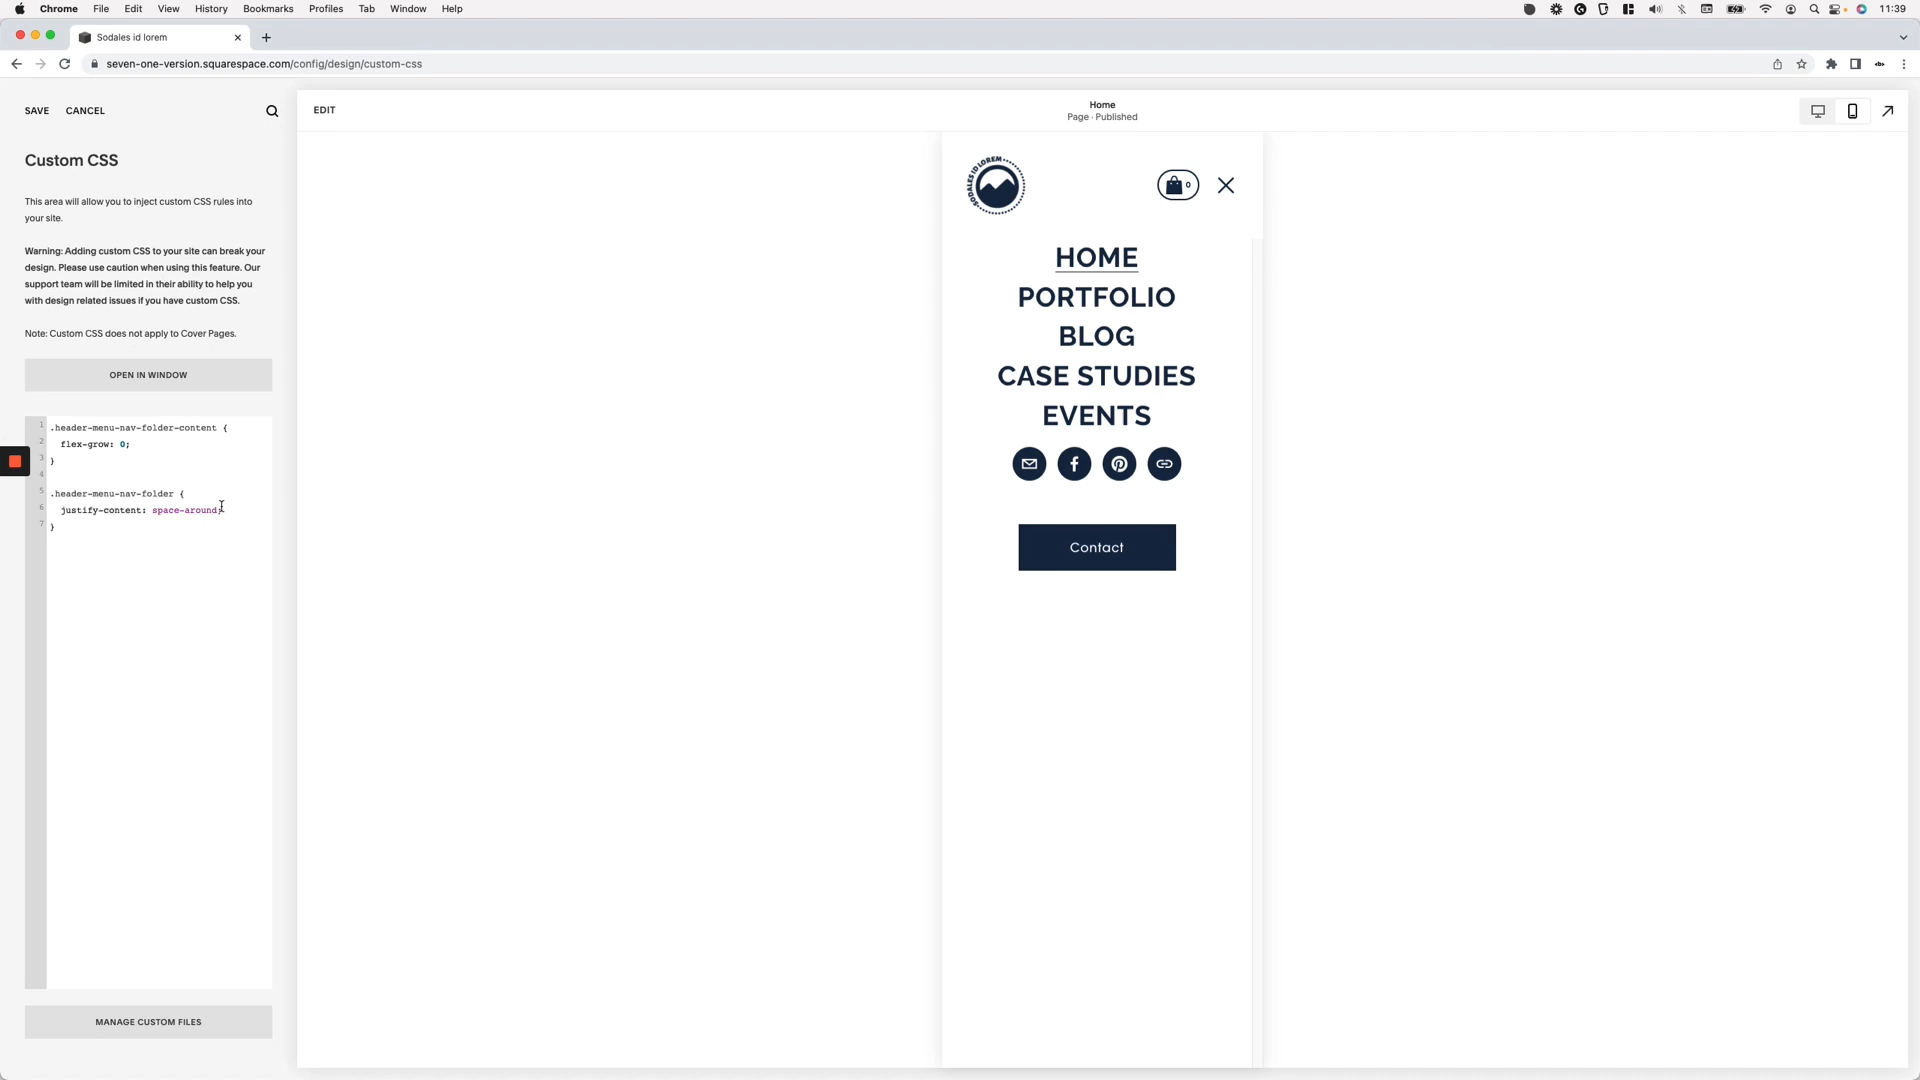 Chrome File Edit View History Bookmarks Profiles Tab Window Help 11:39
Sodales id lorem
seven-one-version.squarespace.com/config/design/custom-css
SAVE CANCEL
EDIT
Home
Page · Published
Custom CSS
This area will allow you to inject custom CSS rules into
your site.
Warning: Adding custom CSS to your site can break your
design. Please use caution when using this feature. Our
support team will be limited in their ability to help you
with design related issues if you have custom CSS.
Note: Custom CSS does not apply to Cover Pages.
OPEN IN WINDOW
1 .header-menu-nav-folder-content {
2 flex-grow: 0;
3 }
4
5 .header-menu-nav-folder {
6 justify-content: space-around;
7 }
MANAGE CUSTOM FILES
SODALES ID LOREM
0
HOME
PORTFOLIO
BLOG
CASE STUDIES
EVENTS
Contact